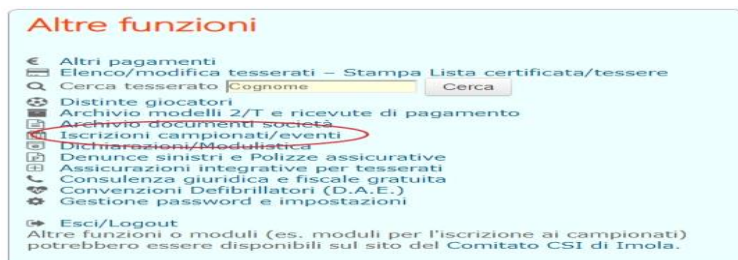 Altre funzioni
Altri pagamenti
Elenco/modifica tesserati – Stampa Lista certificata/tessere
Cerca tesserato Cognome Cerca
Distinte giocatori
Archivio modelli 2/T e ricevute di pagamento
Archivio documenti società
Iscrizioni campionati/eventi
Dichiarazioni/Modulistica
Denunce sinistri e Polizze assicurative
Assicurazioni integrative per tesserati
Consulenza giuridica e fiscale gratuita
Convenzioni Defibrillatori (D.A.E.)
Gestione password e impostazioni
Esci/Logout
Altre funzioni o moduli (es. moduli per l'iscrizione ai campionati)
potrebbero essere disponibili sul sito del Comitato CSI di Imola.